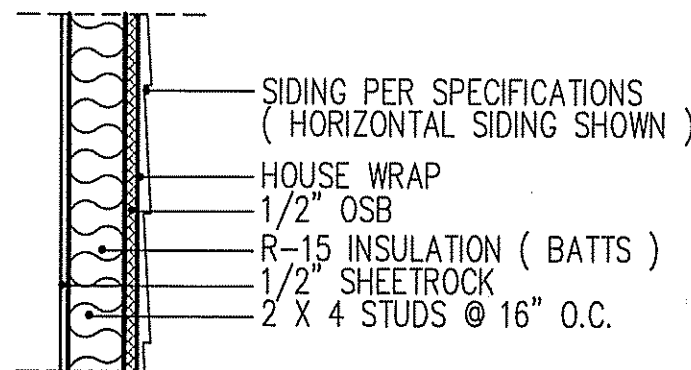 SIDING PER SPECIFICATIONS
( HORIZONTAL SIDING SHOWN )
HOUSE WRAP
1/2" OSB
R-15 INSULATION ( BATTS )
1/2" SHEETROCK
2 X 4 STUDS @ 16" O.C.